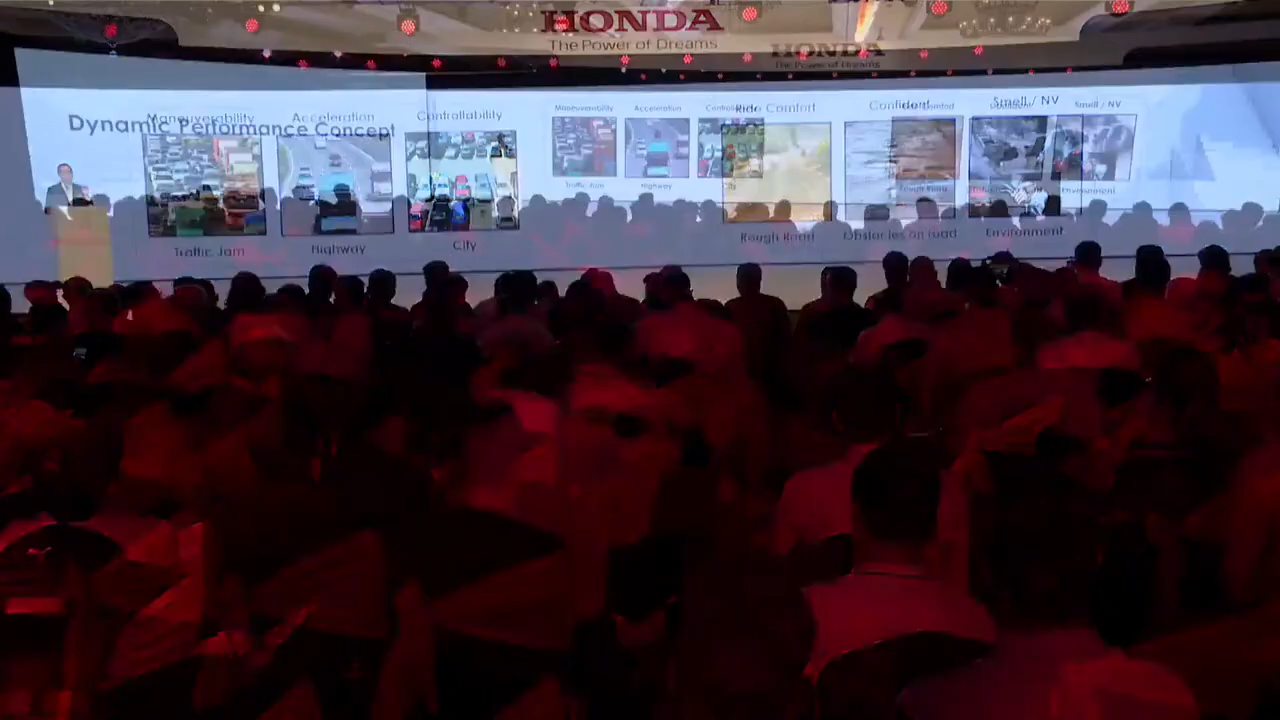 HONDA
The Power of Dreams
HONDA
The Power of Dreams
Dynamic Performance Concept
Maneuverability
Acceleration
Controllability
Maneuverability
Acceleration
Ride Comfort
Confident
Smell / NV
Smell / NV
Traffic Jam
Highway
City
Traffic Jam
Highway
Rough Road
Environment
Rough Road
Obstacles on road
Environment